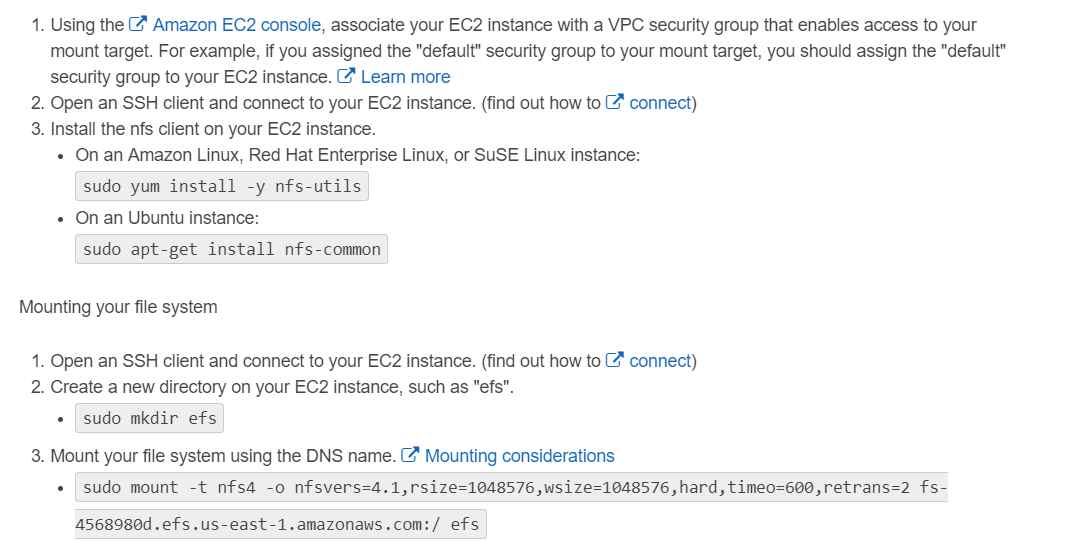 1. Using the Amazon EC2 console, associate your EC2 instance with a VPC security group that enables access to your
mount target. For example, if you assigned the "default" security group to your mount target, you should assign the "default"
security group to your EC2 instance. Learn more
2. Open an SSH client and connect to your EC2 instance. (find out how to connect)
3. Install the nfs client on your EC2 instance.
• On an Amazon Linux, Red Hat Enterprise Linux, or SuSE Linux instance:
sudo yum install -y nfs-utils
• On an Ubuntu instance:
sudo apt-get install nfs-common
Mounting your file system
1. Open an SSH client and connect to your EC2 instance. (find out how to connect)
2. Create a new directory on your EC2 instance, such as "efs".
• sudo mkdir efs
3. Mount your file system using the DNS name. Mounting considerations
• sudo mount -t nfs4 -o nfsvers=4.1,rsize=1048576,wsize=1048576,hard,timeo=600,retrans=2 fs-
4568980d.efs.us-east-1.amazonaws.com:/ efs